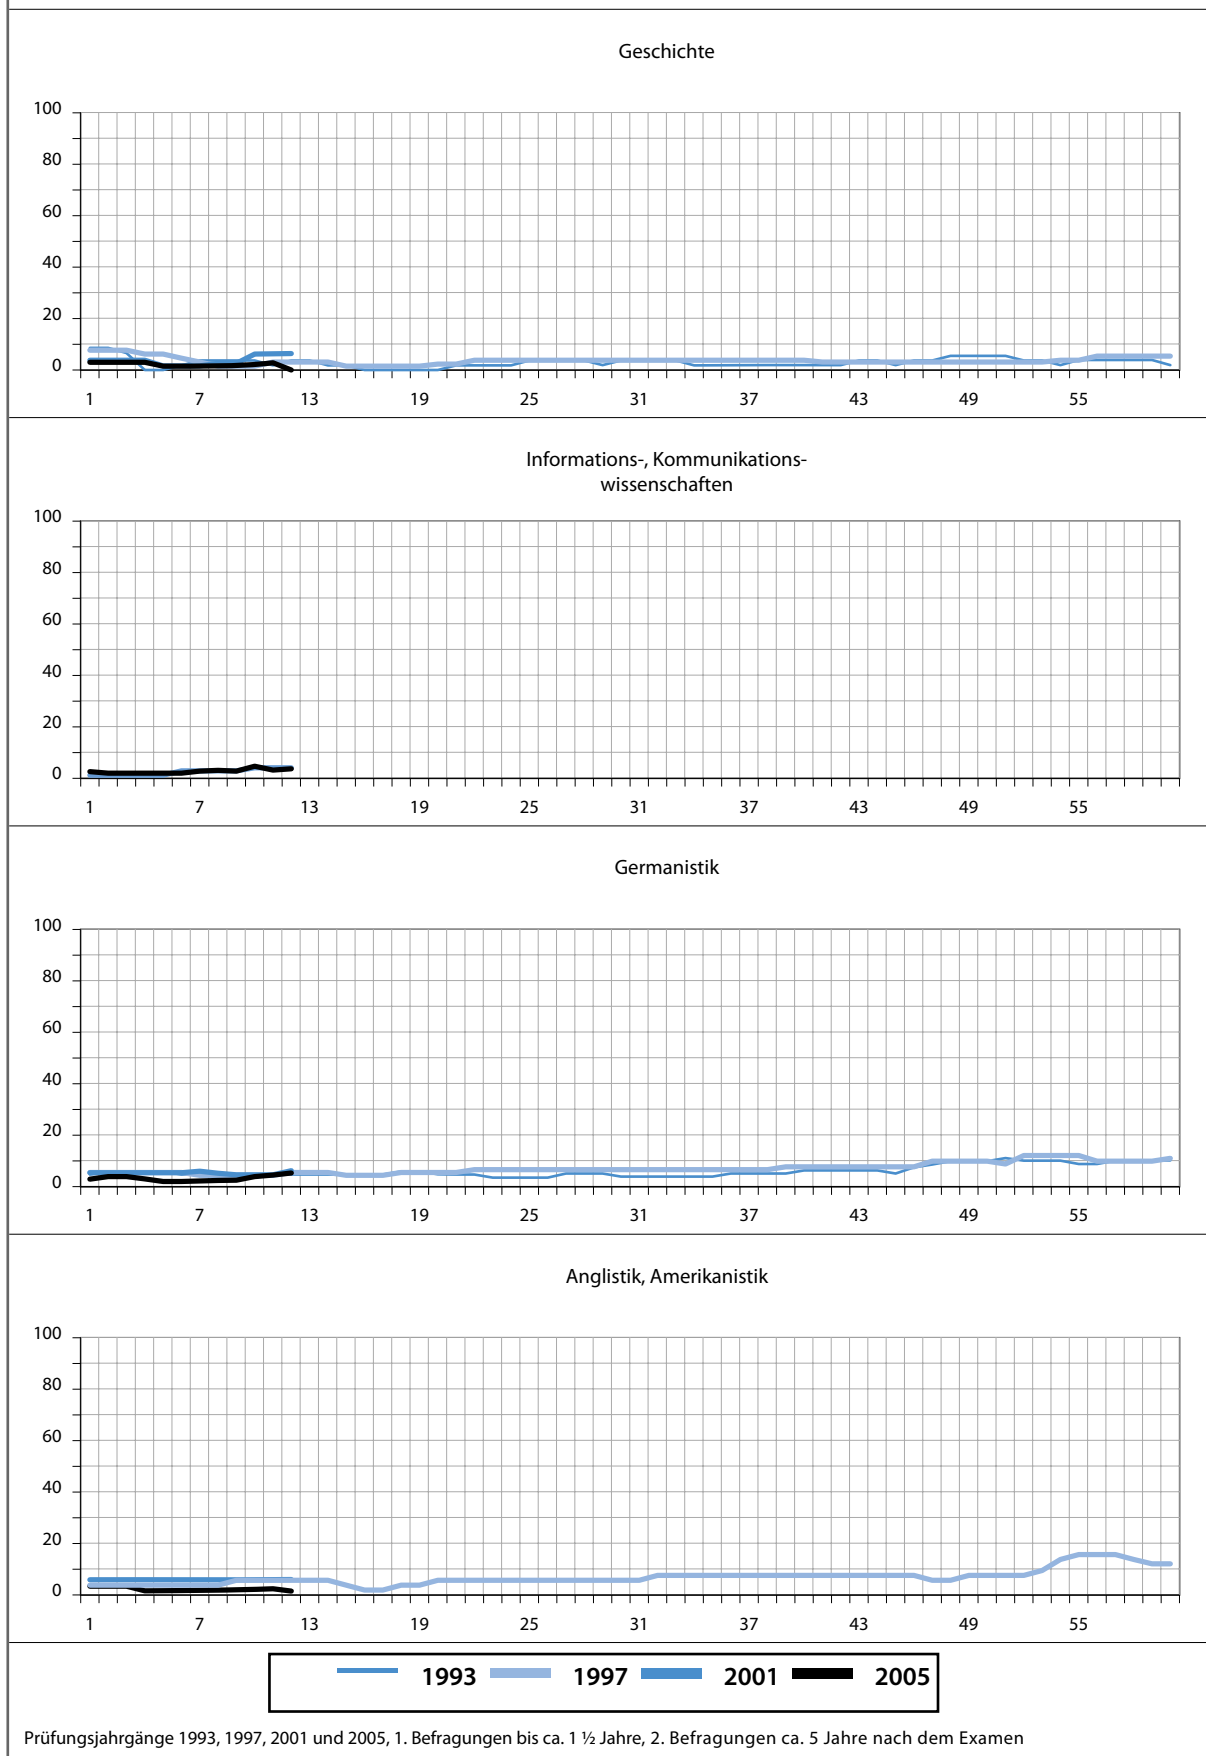 Geschichte
100
80
60
40
20
0
1 7 13 19 25 31 37 43 49 55
Informations-, Kommunikations-
wissenschaften
100
80
60
40
20
0
1 7 13 19 25 31 37 43 49 55
Germanistik
100
80
60
40
20
0
1 7 13 19 25 31 37 43 49 55
Anglistik, Amerikanistik
100
80
60
40
20
0
1 7 13 19 25 31 37 43 49 55
1993 1997 2001 2005
Prüfungsjahrgänge 1993, 1997, 2001 und 2005, 1. Befragungen bis ca. 1 ½ Jahre, 2. Befragungen ca. 5 Jahre nach dem Examen